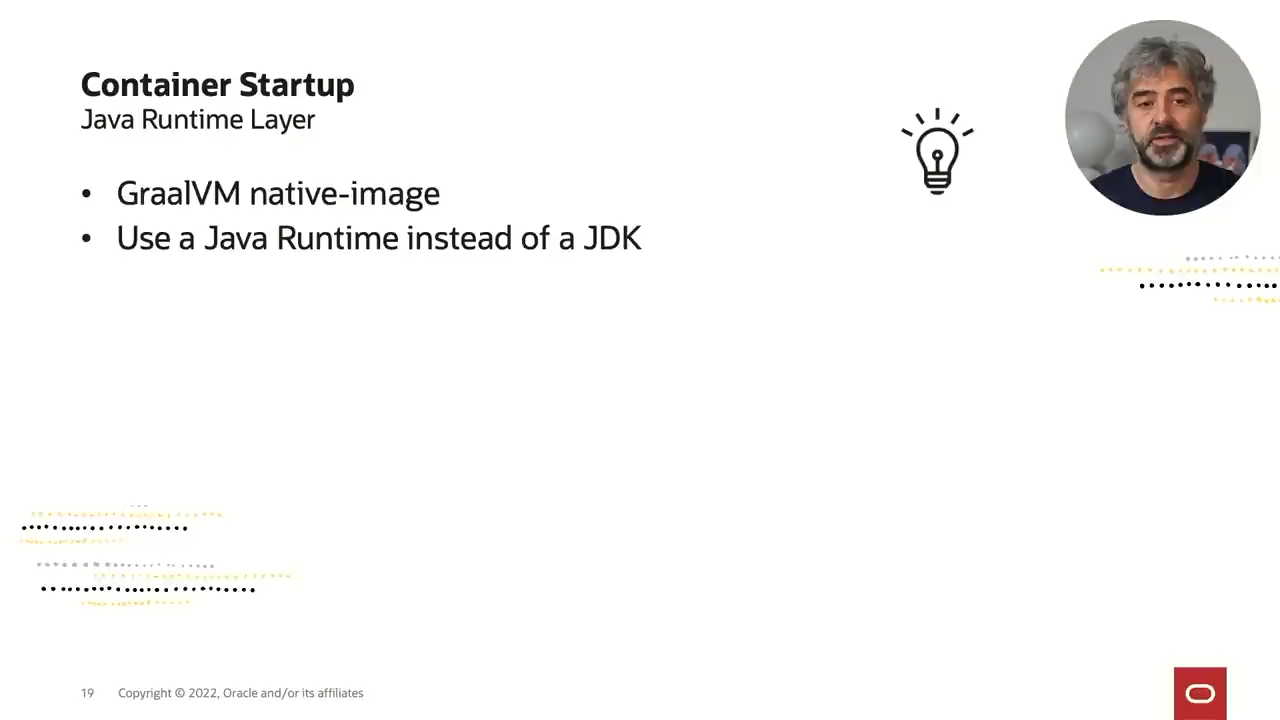 Container Startup
Java Runtime Layer
• GraalVM native-image
• Use a Java Runtime instead of a JDK
19 Copyright © 2022, Oracle and/or its affiliates